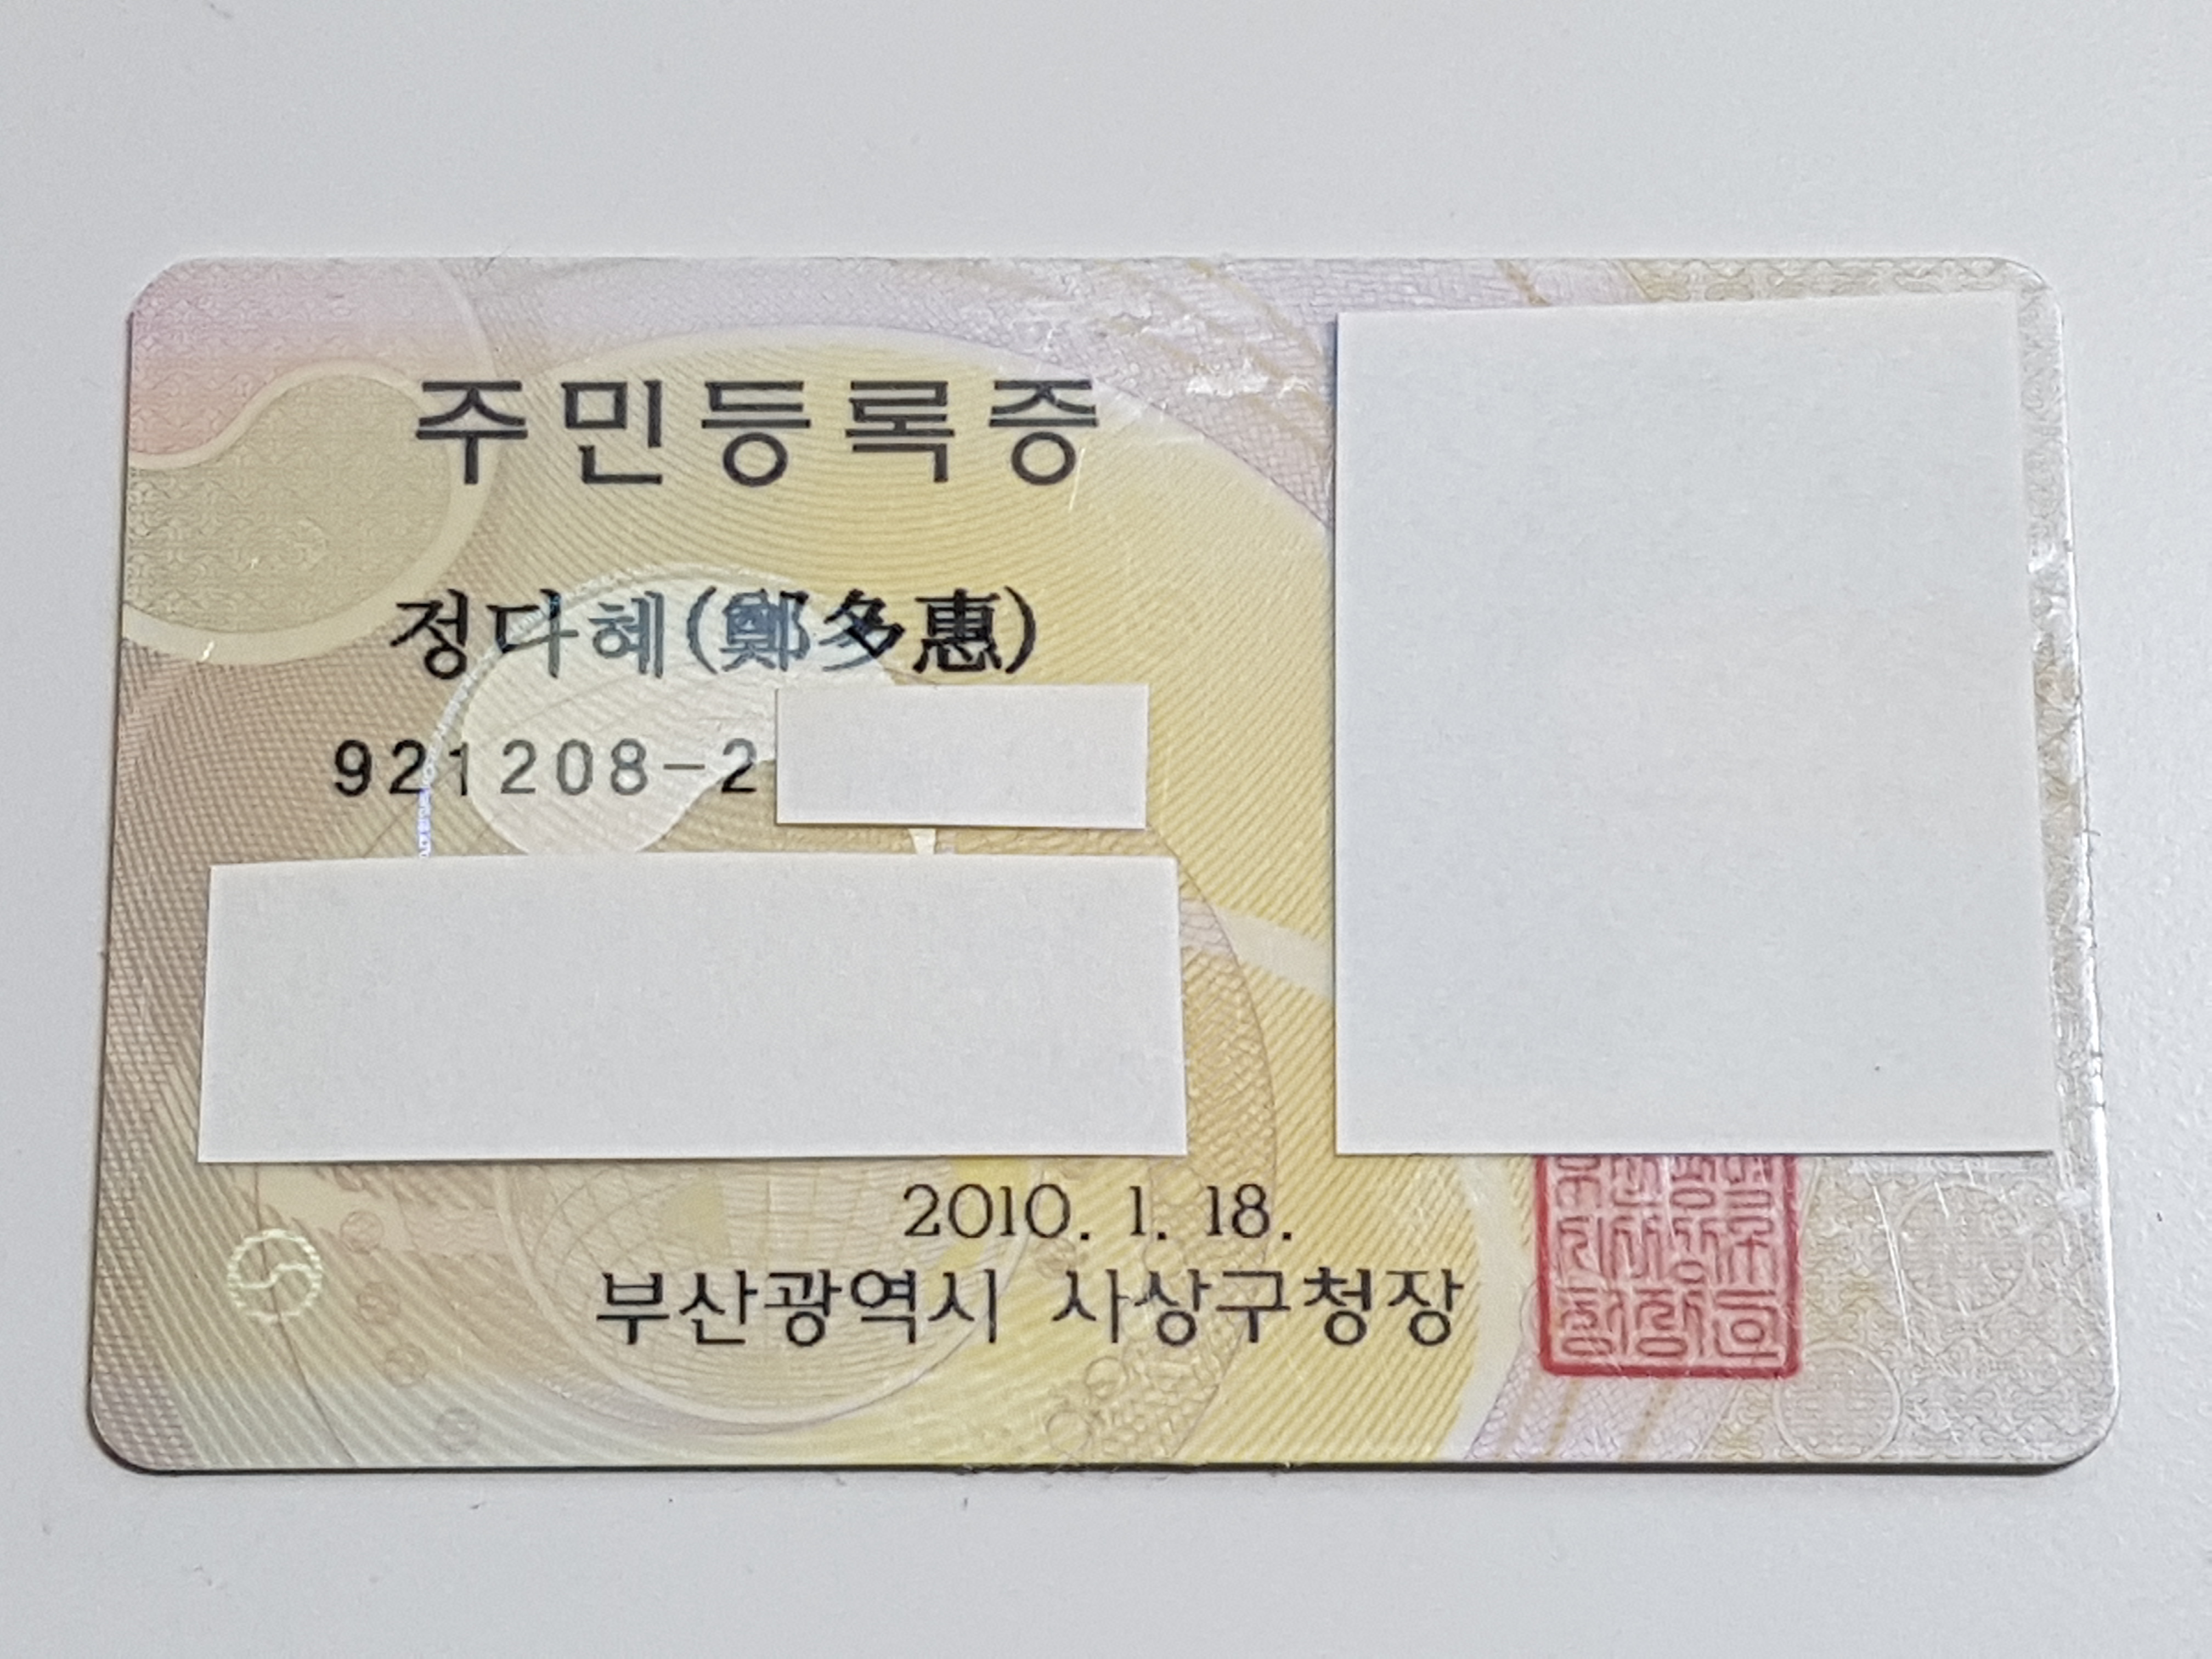 주민등록증
정다혜(鄭多惠)
921208-2
2010. 1. 18.
부산광역시 사상구청장